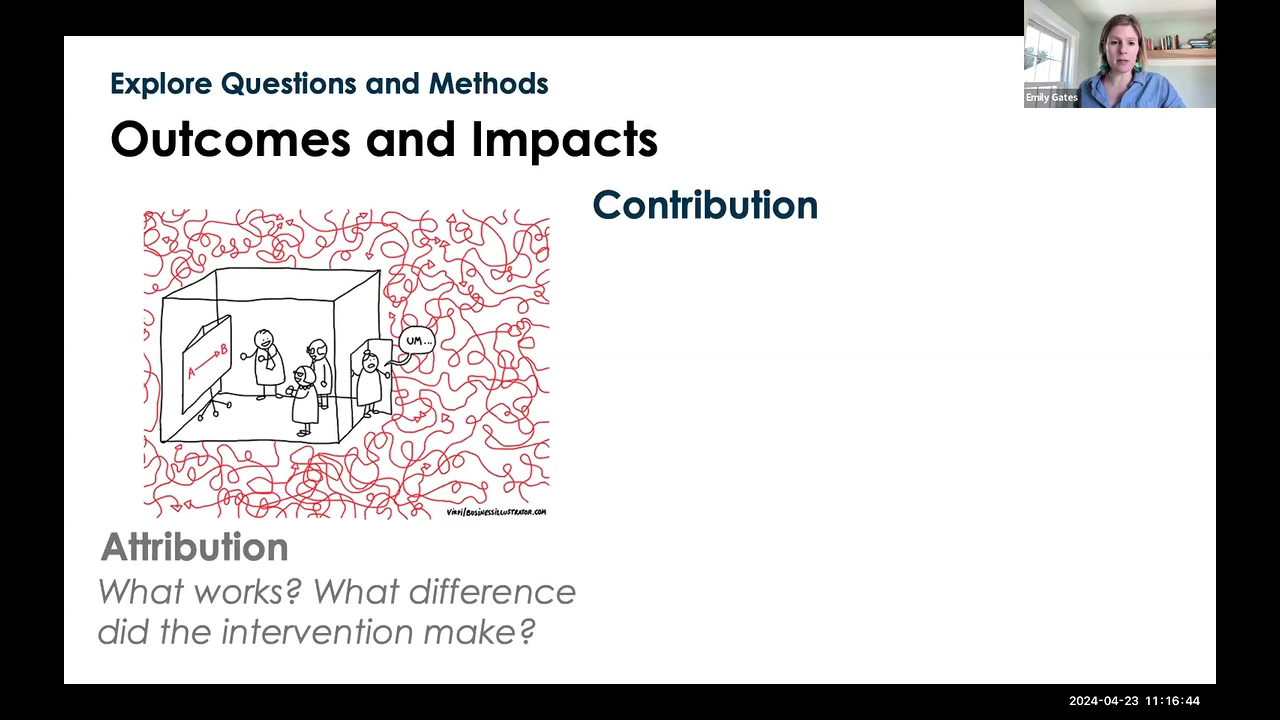 Explore Questions and Methods
Outcomes and Impacts
Emily Gates
Contribution
A B
UM...
Virpi/BUSINESSILLUSTRATOR.COM
Attribution
What works? What difference
did the intervention make?
2024-04-23 11:16:44